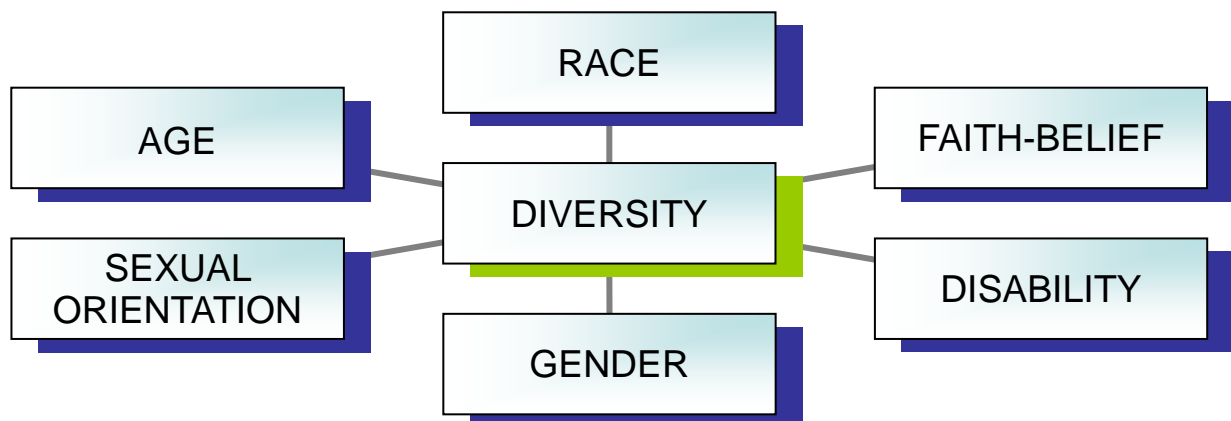 RACE
AGE
FAITH-BELIEF
DIVERSITY
SEXUAL
ORIENTATION
DISABILITY
GENDER